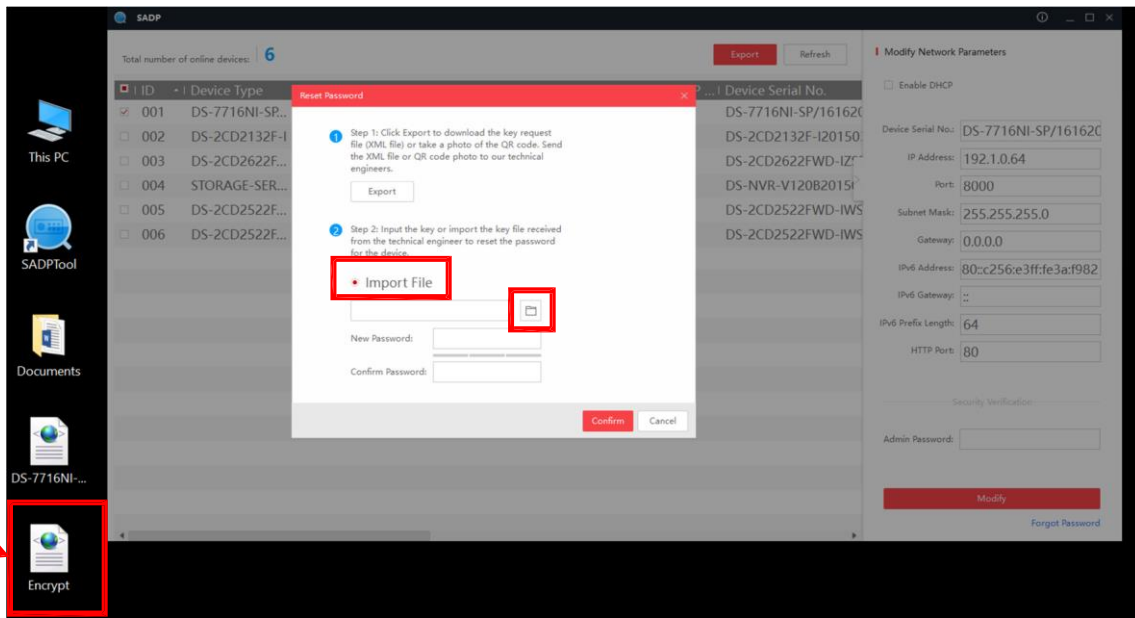 SADP
Total number of online devices: 6
Export
Refresh
ID
Device Type
Device Serial No.
001 DS-7716NI-SP... DS-7716NI-SP/161620
002 DS-2CD2132F-I DS-2CD2132F-I20150
003 DS-2CD2622F... DS-2CD2622FWD-IZ
004 STORAGE-SER... DS-NVR-V120B2015
005 DS-2CD2522F... DS-2CD2522FWD-IWS
006 DS-2CD2522F... DS-2CD2522FWD-IWS
Reset Password
1 Step 1: Click Export to download the key request
file (XML file) or take a photo of the QR code. Send
the XML file or QR code photo to our technical
engineers.
Export
2 Step 2: Input the key or import the key file received
from the technical engineer to reset the password
for the device.
Import File
New Password:
Confirm Password:
Confirm
Cancel
Modify Network Parameters
Enable DHCP
Device Serial No.: DS-7716NI-SP/161620
IP Address: 192.1.0.64
Port: 8000
Subnet Mask: 255.255.255.0
Gateway: 0.0.0.0
IPv6 Address: 80::c256:e3ff:fe3a:f982
IPv6 Gateway: ::
IPv6 Prefix Length: 64
HTTP Port: 80
Security Verification
Admin Password:
Modify
Forgot Password
This PC
SADPTool
Documents
DS-7716NI-...
Encrypt